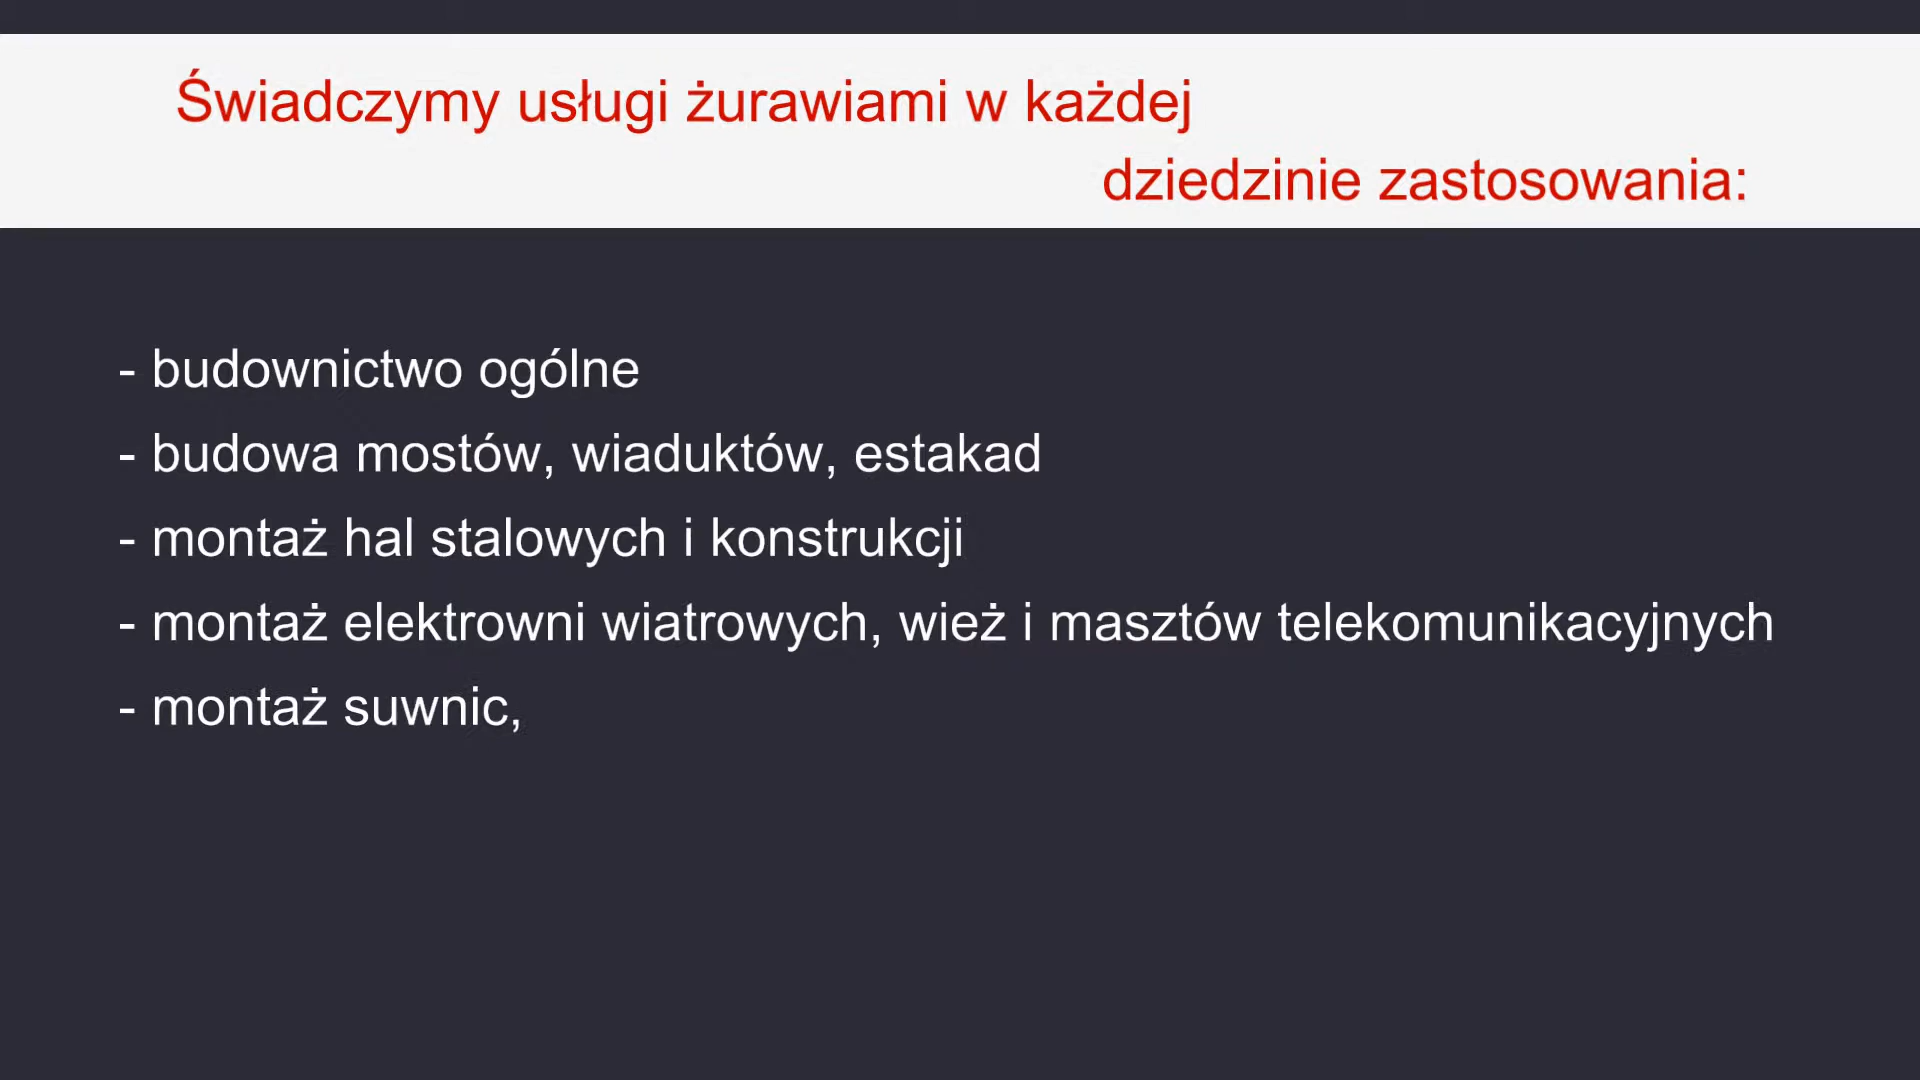 Świadczymy usługi żurawiami w każdej
dziedzinie zastosowania:
- budownictwo ogólne
- budowa mostów, wiaduktów, estakad
- montaż hal stalowych i konstrukcji
- montaż elektrowni wiatrowych, wież i masztów telekomunikacyjnych
- montaż suwnic,